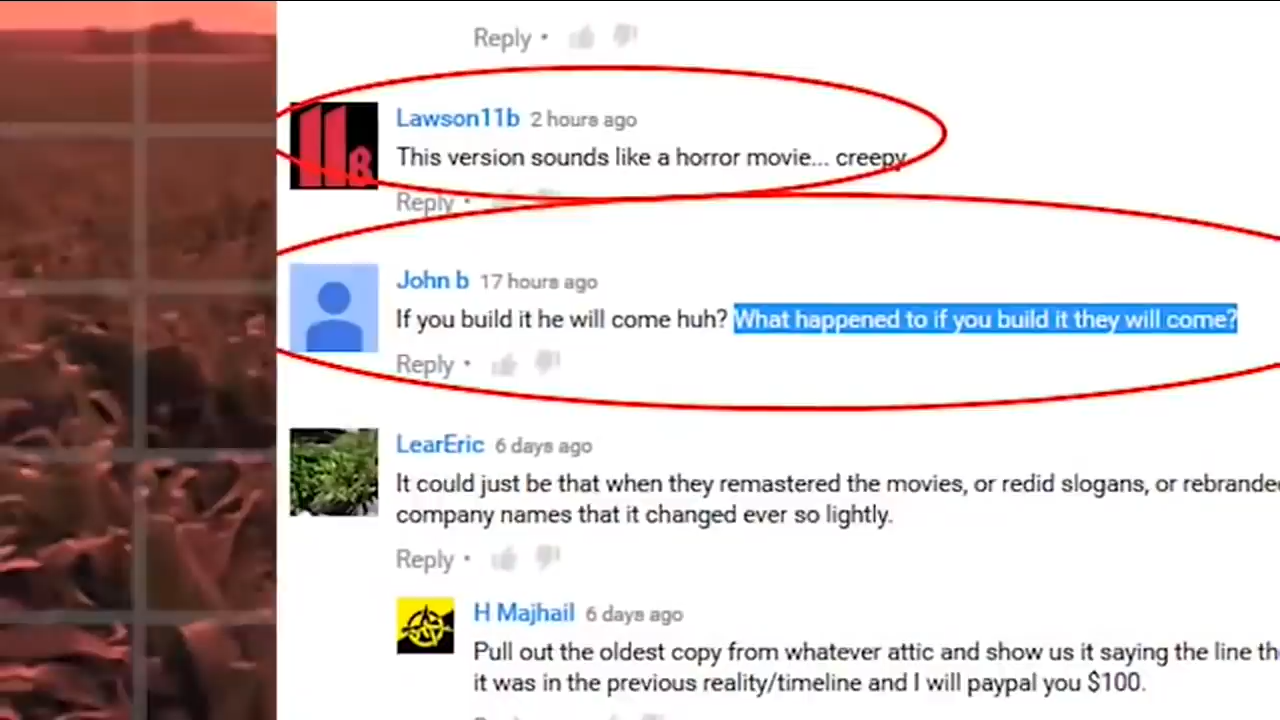 Reply •
Lawson11b 2 hours ago
This version sounds like a horror movie... creepy.
Reply •
John b 17 hours ago
If you build it he will come huh? What happened to if you build it they will come?
Reply •
LearEric 6 days ago
It could just be that when they remastered the movies, or redid slogans, or rebranded
company names that it changed ever so lightly.
Reply •
H Majhail 6 days ago
Pull out the oldest copy from whatever attic and show us it saying the line th
it was in the previous reality/timeline and I will paypal you $100.